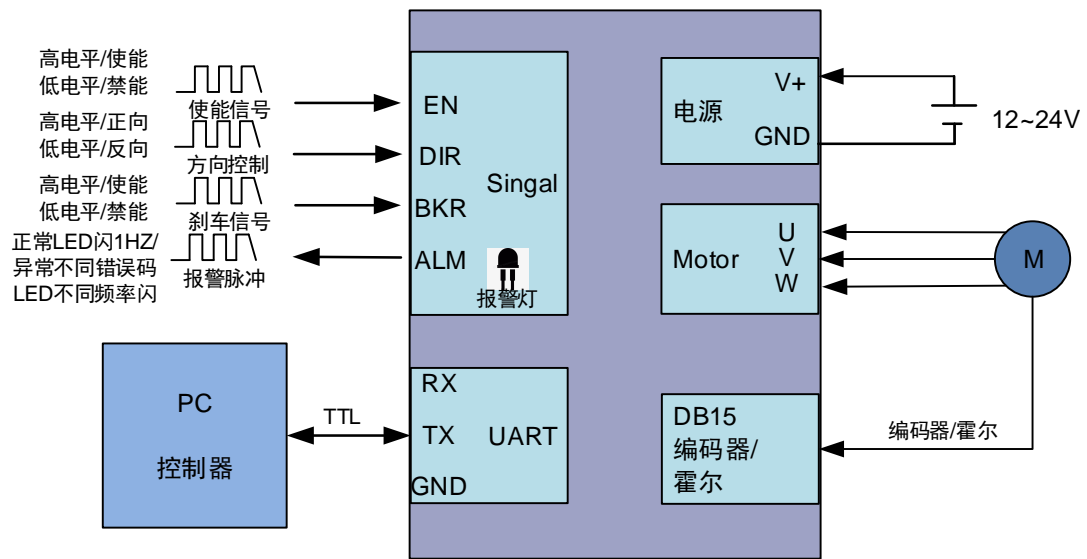 高电平/使能
低电平/禁能
使能信号
高电平/正向
低电平/反向
方向控制
高电平/使能
低电平/禁能
刹车信号
正常LED闪1HZ/
异常不同错误码
LED不同频率闪
报警脉冲
EN
DIR
BKR
ALM
Singal
报警灯
电源
V+
GND
12~24V
Motor
U
V
W
M
PC
控制器
TTL
RX
TX
GND
UART
DB15
编码器/
霍尔
编码器/霍尔